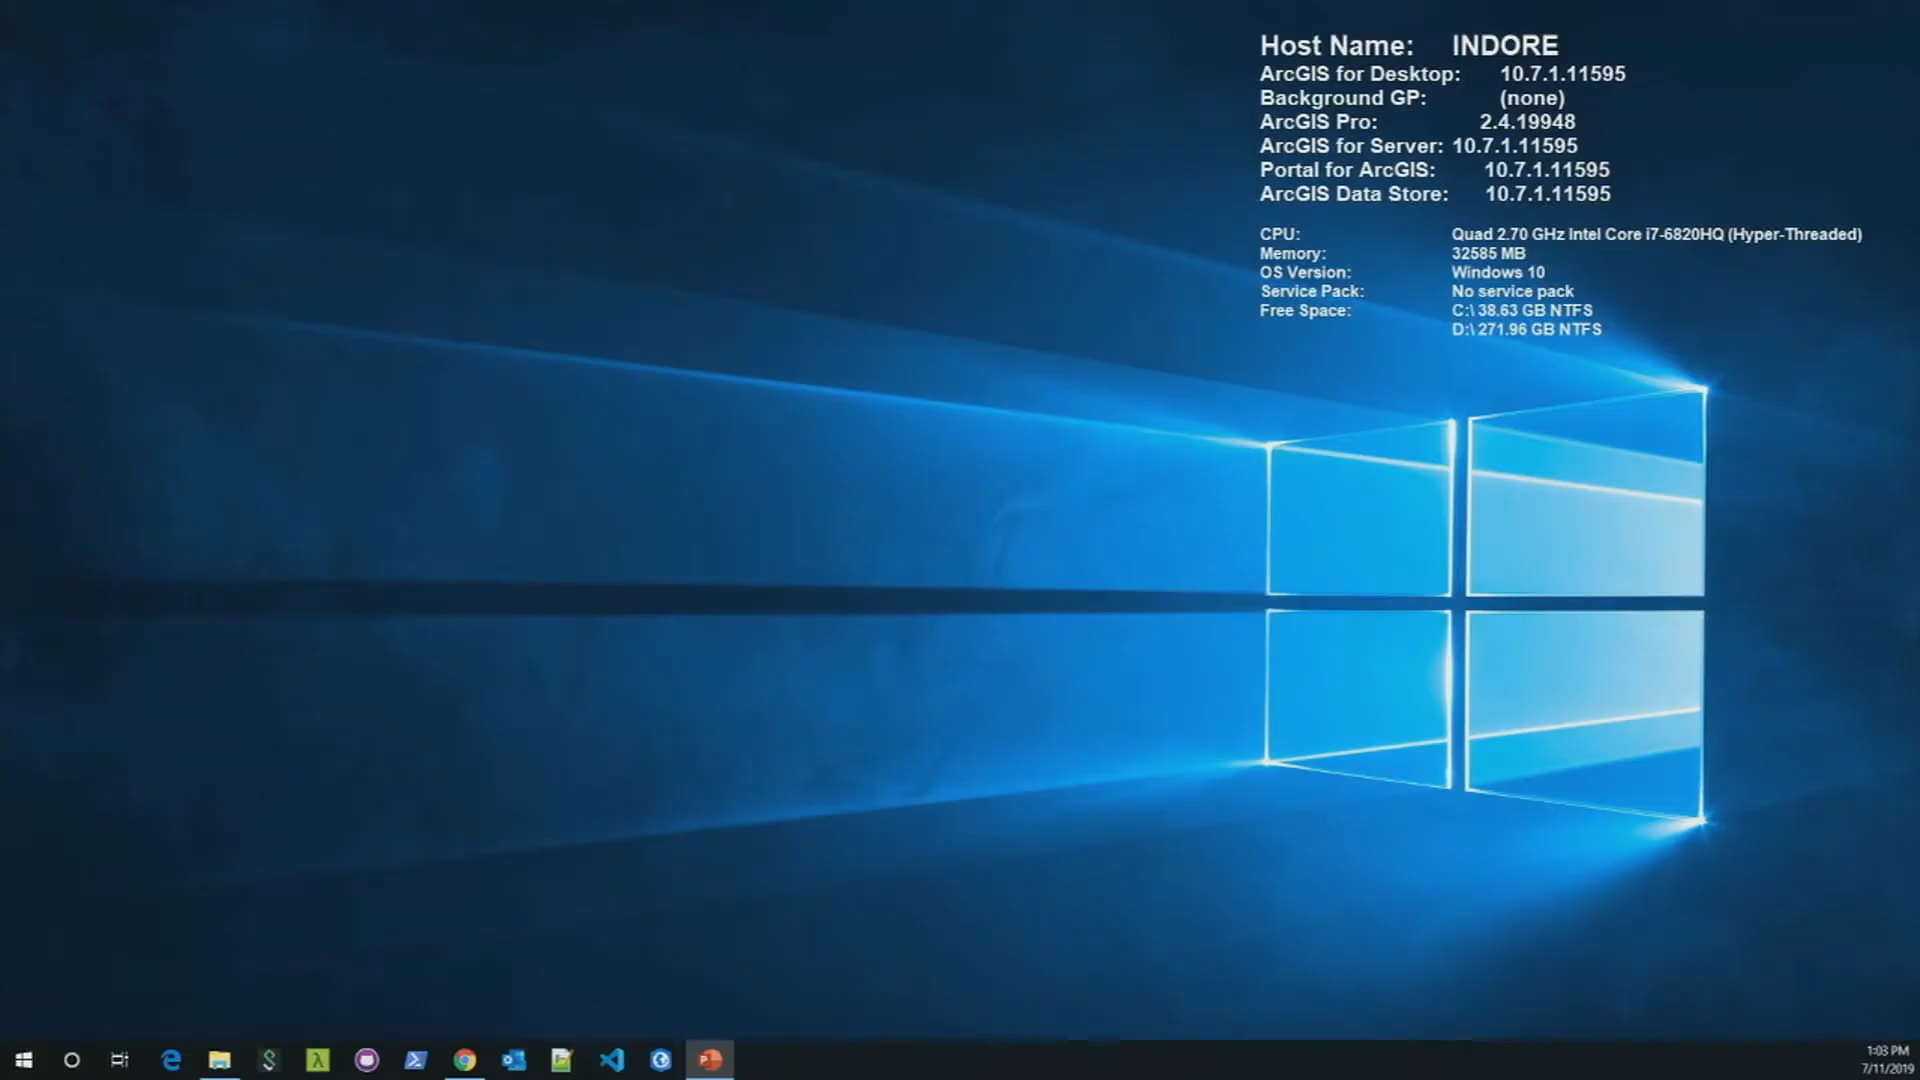 Host Name: INDORE
ArcGIS for Desktop: 10.7.1.11595
Background GP: (none)
ArcGIS Pro: 2.4.19948
ArcGIS for Server: 10.7.1.11595
Portal for ArcGIS: 10.7.1.11595
ArcGIS Data Store: 10.7.1.11595
CPU: Quad 2.70 GHz Intel Core i7-6820HQ (Hyper-Threaded)
Memory: 32585 MB
OS Version: Windows 10
Service Pack: No service pack
Free Space: C:\ 38.63 GB NTFS
D:\ 271.96 GB NTFS
1:03 PM
7/11/2019